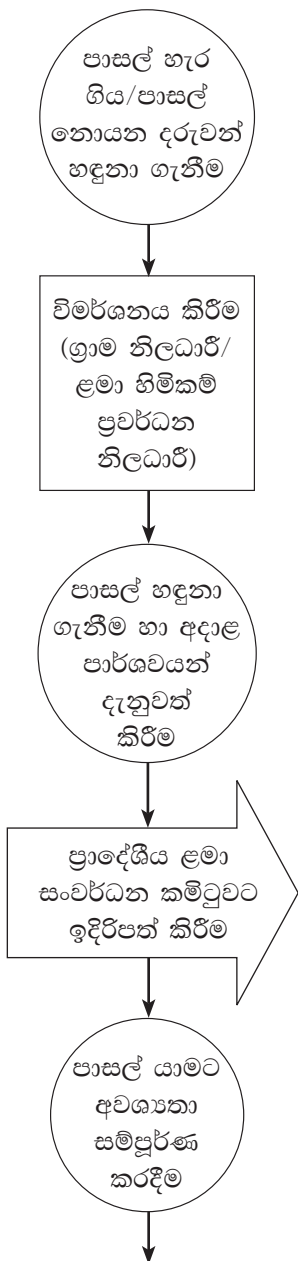 පාසල් හැර
ගිය/පාසල්
නොයන දරුවන්
හඳුනා ගැනීම
විමර්ශනය කිරීම
(ග්‍රාම නිලධාරී/
ළමා හිමිකම්
ප්‍රවර්ධන
නිලධාරී)
පාසල් හඳුනා
ගැනීම හා අදාළ
පාර්ශවයන්
දැනුවත්
කිරීම
ප්‍රාදේශීය ළමා
සංවර්ධන කමිටුවට
ඉදිරිපත් කිරීම
පාසල් යාමට
අවශ්‍යතා
සම්පූර්ණ
කරදීම